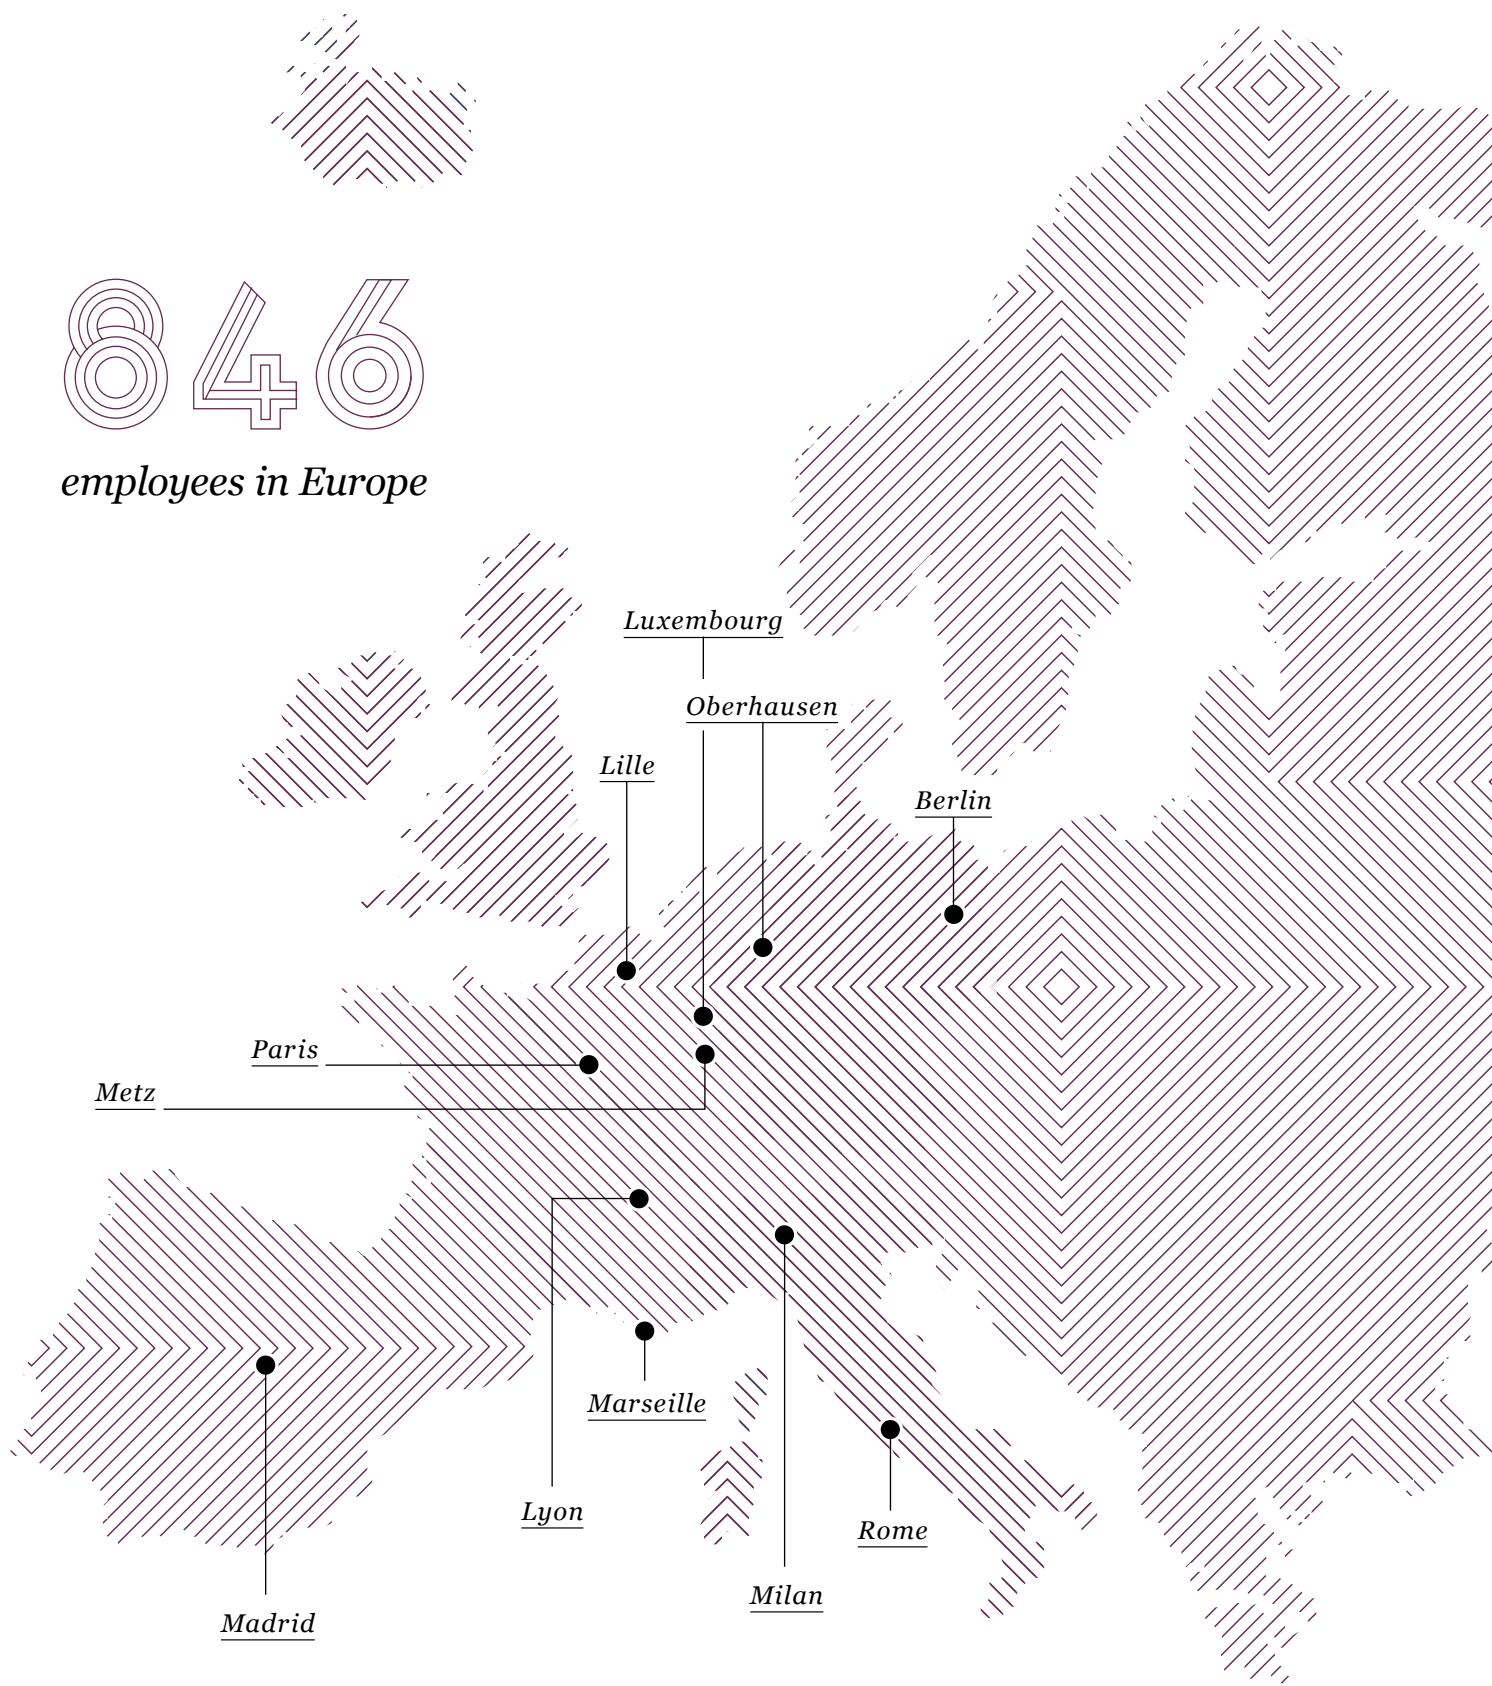 846
employees in Europe
Luxembourg
Oberhausen
Lille
Berlin
Paris
Metz
Marseille
Lyon
Rome
Milan
Madrid